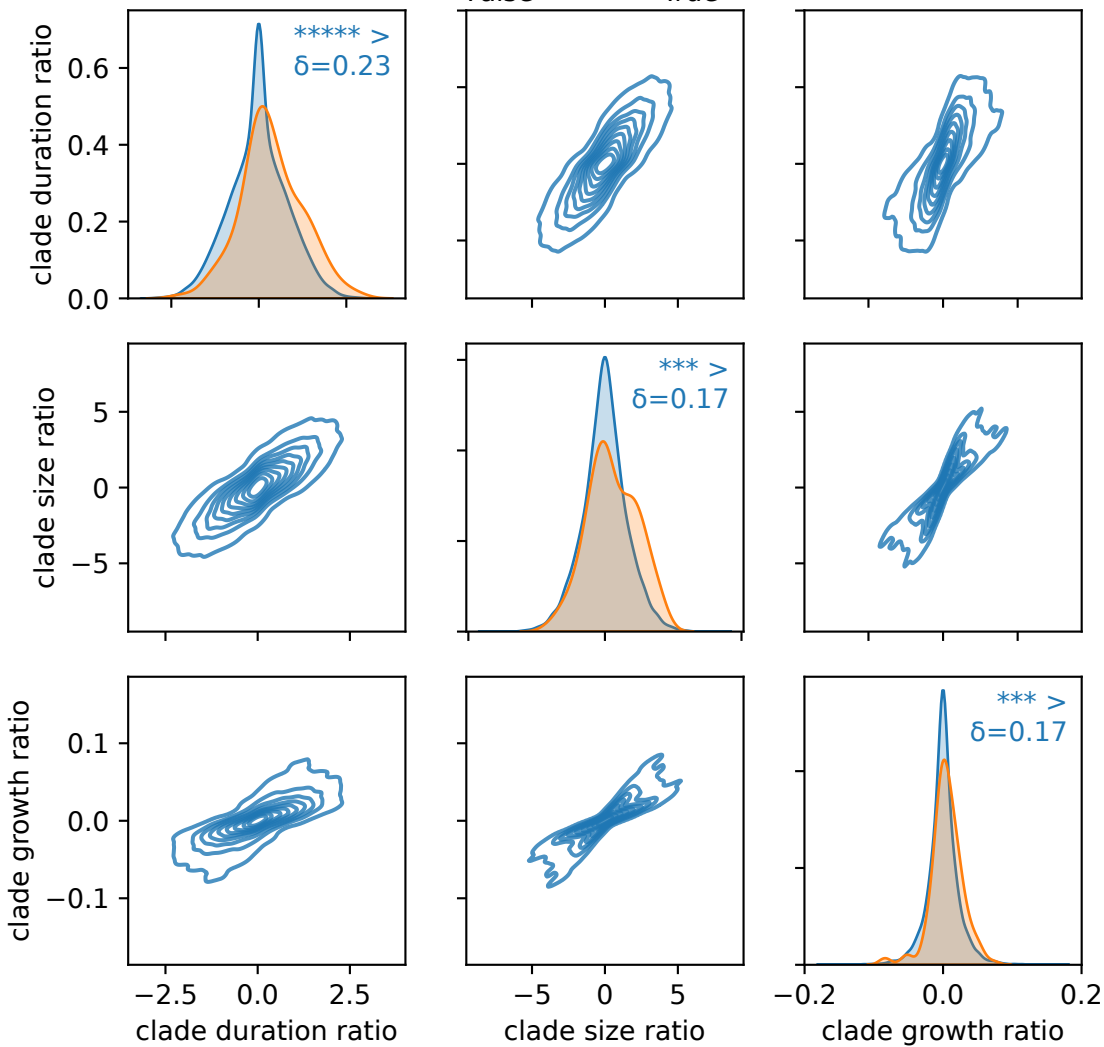 clade duration ratio
0.6
0.4
0.2
0.0
***** >
δ=0.23
clade size ratio
5
0
−5
*** >
δ=0.17
clade growth ratio
0.1
0.0
−0.1
*** >
δ=0.17
−2.5 0.0 2.5
−5 0 5
−0.2 0.0 0.2
clade duration ratio
clade size ratio
clade growth ratio